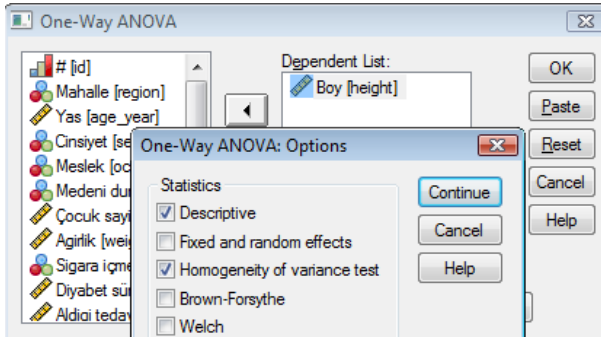 One-Way ANOVA
Dependent List:
# [id]
Mahalle [region]
Yas [age_year]
Cinsiyet [se
Meslek [oc
Medeni du
Çocuk sayi
Agirlik [wei
Sigara içme
Diyabet sür
Aldigi teday
Boy [height]
OK
Paste
Reset
Cancel
Help
One-Way ANOVA: Options
Statistics
Descriptive
Fixed and random effects
Homogeneity of variance test
Brown-Forsythe
Welch
Continue
Cancel
Help